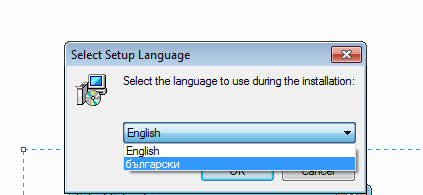 Select Setup Language
Select the language to use during the installation:
English
English
български
OK
Cancel